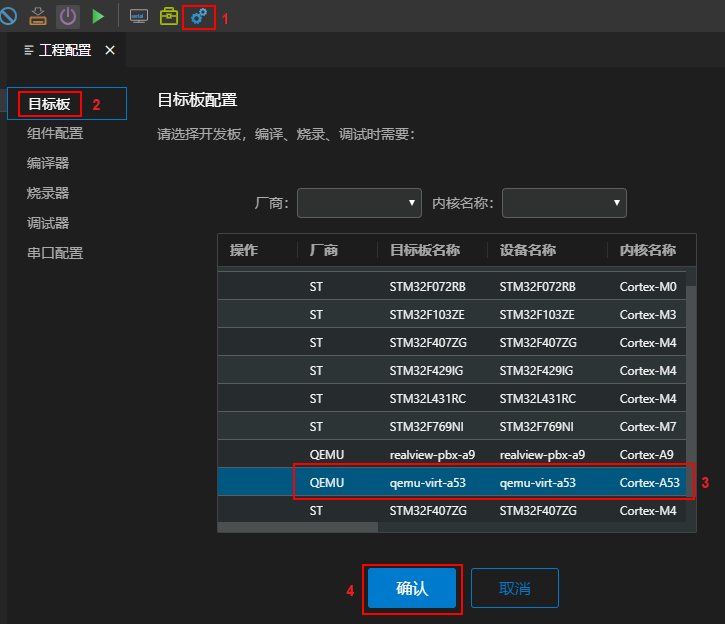 1
工程配置
目标板 2
组件配置
编译器
烧录器
调试器
串口配置
目标板配置
请选择开发板，编译、烧录、调试时需要：
厂商： 内核名称：
操作 厂商 目标板名称 设备名称 内核名称
ST STM32F072RB STM32F072RB Cortex-M0
ST STM32F103ZE STM32F103ZE Cortex-M3
ST STM32F407ZG STM32F407ZG Cortex-M4
ST STM32F429IG STM32F429IG Cortex-M4
ST STM32L431RC STM32L431RC Cortex-M4
ST STM32F769NI STM32F769NI Cortex-M7
QEMU realview-pbx-a9 realview-pbx-a9 Cortex-A9
QEMU qemu-virt-a53 qemu-virt-a53 Cortex-A53 3
ST STM32F407ZG STM32F407ZG Cortex-M4
4 确认 取消